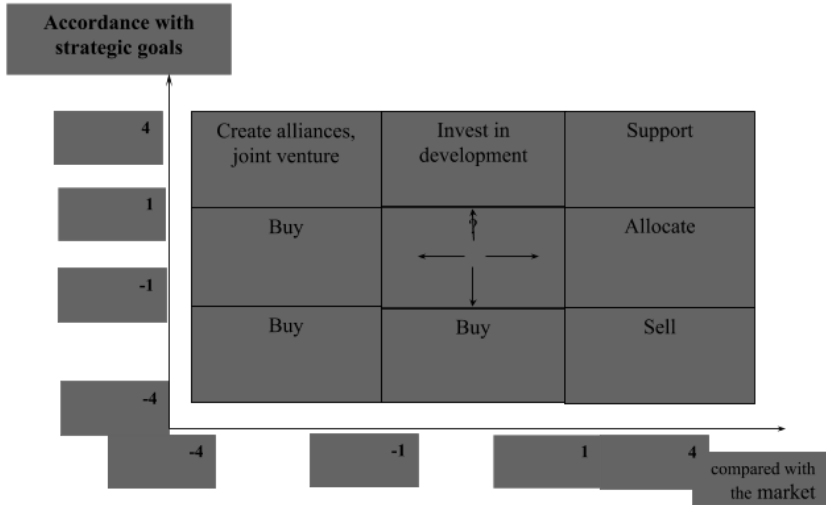 Accordance with
strategic goals
4
Create alliances,
joint venture
Invest in
development
Support
1
Buy
?
Allocate
-1
Buy
Buy
Sell
-4
-4
-1
1
4
compared with
the market